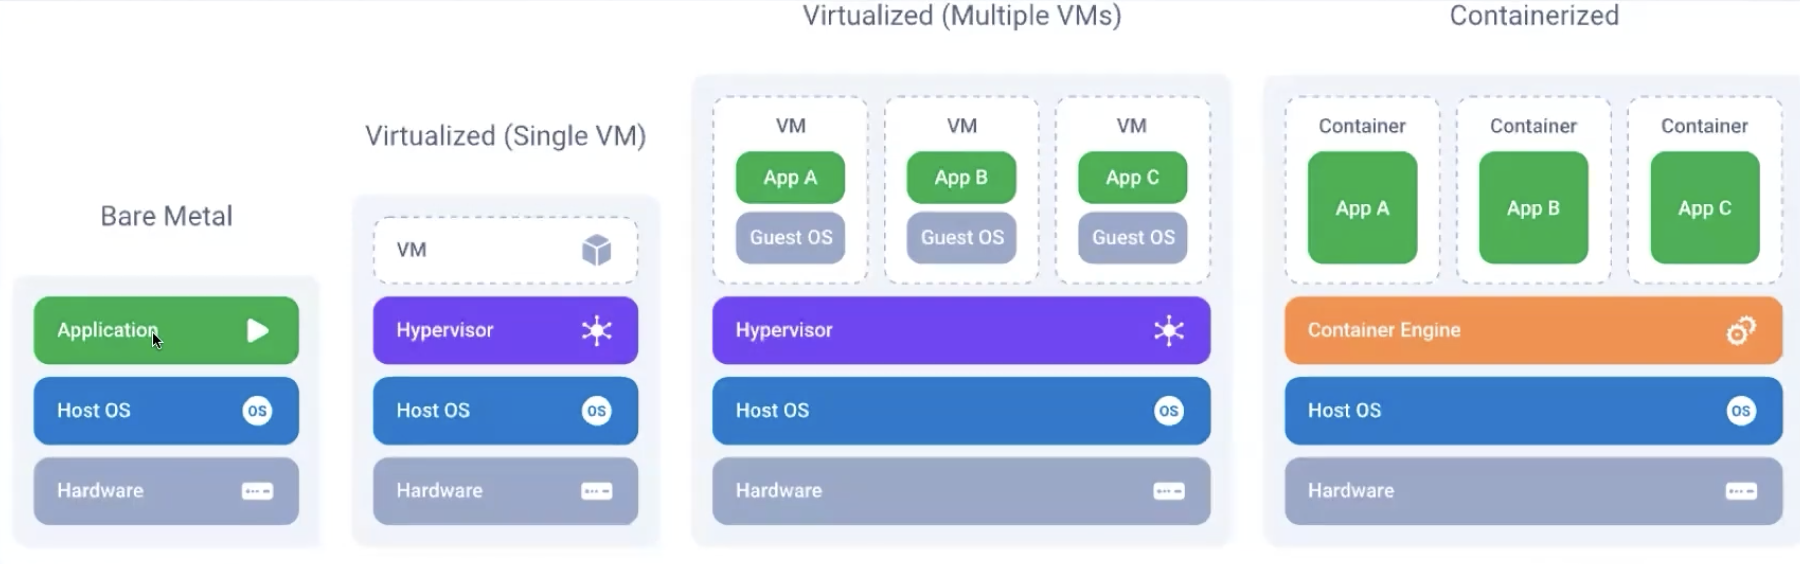 Bare Metal
Application
Host OS
OS
Hardware
Virtualized (Single VM)
VM
Hypervisor
Host OS
OS
Hardware
Virtualized (Multiple VMs)
VM
App A
Guest OS
VM
App B
Guest OS
VM
App C
Guest OS
Hypervisor
Host OS
OS
Hardware
Containerized
Container
App A
Container
App B
Container
App C
Container Engine
Host OS
OS
Hardware